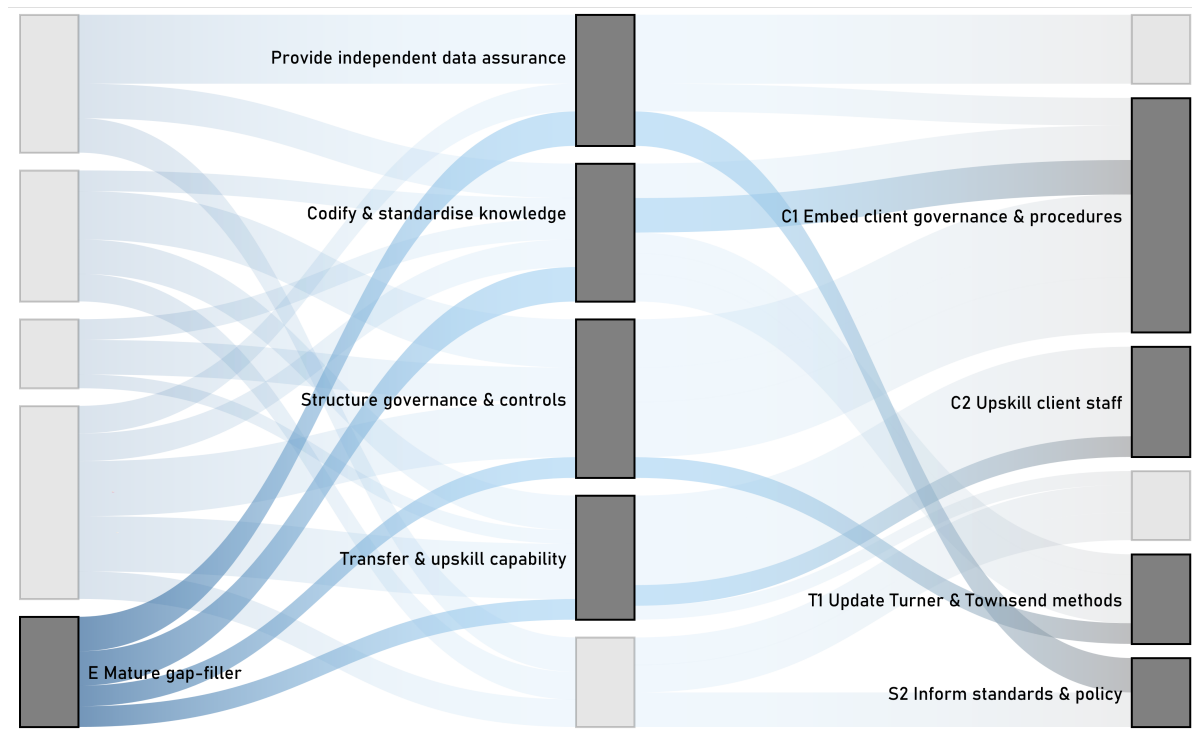 Provide independent data assurance
Codify & standardise knowledge
C1 Embed client governance & procedures
Structure governance & controls
C2 Upskill client staff
Transfer & upskill capability
T1 Update Turner & Townsend methods
E Mature gap-filler
S2 Inform standards & policy